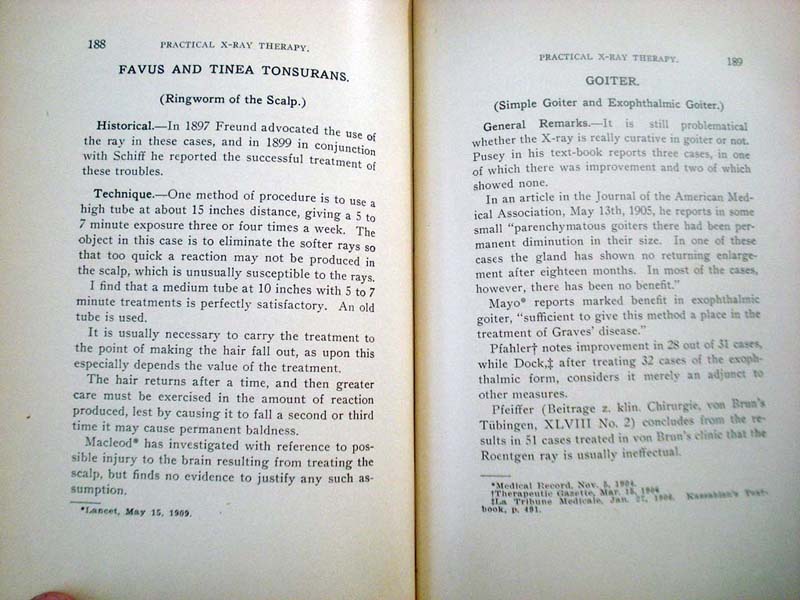 188
PRACTICAL X-RAY THERAPY.
FAVUS AND TINEA TONSURANS.
(Ringworm of the Scalp.)
Historical.—In 1897 Freund advocated the use of
the ray in these cases, and in 1899 in conjunction
with Schiff he reported the successful treatment of
these troubles.
Technique.—One method of procedure is to use a
high tube at about 15 inches distance, giving a 5 to
7 minute exposure three or four times a week. The
object in this case is to eliminate the softer rays so
that too quick a reaction may not be produced in
the scalp, which is unusually susceptible to the rays.
I find that a medium tube at 10 inches with 5 to 7
minute treatments is perfectly satisfactory. An old
tube is used.
It is usually necessary to carry the treatment to
the point of making the hair fall out, as upon this
especially depends the value of the treatment.
The hair returns after a time, and then greater
care must be exercised in the amount of reaction
produced, lest by causing it to fall a second or third
time it may cause permanent baldness.
Macleod* has investigated with reference to pos-
sible injury to the brain resulting from treating the
scalp, but finds no evidence to justify any such as-
sumption.
*Lancet, May 15, 1909.
PRACTICAL X-RAY THERAPY.
189
GOITER.
(Simple Goiter and Exophthalmic Goiter.)
General Remarks.—It is still problematical
whether the X-ray is really curative in goiter or not.
Pusey in his text-book reports three cases, in one
of which there was improvement and two of which
showed none.
In an article in the Journal of the American Med-
ical Association, May 13th, 1905, he reports in some
small "parenchymatous goiters there had been per-
manent diminution in their size. In one of these
cases the gland has shown no returning enlarge-
ment after eighteen months. In most of the cases,
however, there has been no benefit."
Mayo* reports marked benefit in exophthalmic
goiter, "sufficient to give this method a place in the
treatment of Graves' disease."
Pfahler† notes improvement in 28 out of 31 cases,
while Dock,‡ after treating 32 cases of the exoph-
thalmic form, considers it merely an adjunct to
other measures.
Pfeiffer (Beitrage z. klin. Chirurgie, von Brun's
Tübingen, XLVIII No. 2) concludes from the re-
sults in 51 cases treated in von Brun's clinic that the
Roentgen ray is usually ineffectual.
*Medical Record, Nov. 5, 1904.
†Therapeutic Gazette, Mar. 15, 1904
‡La Tribune Medicale, Jan. 27, 1906. Kassabian's Text-
book, p. 491.